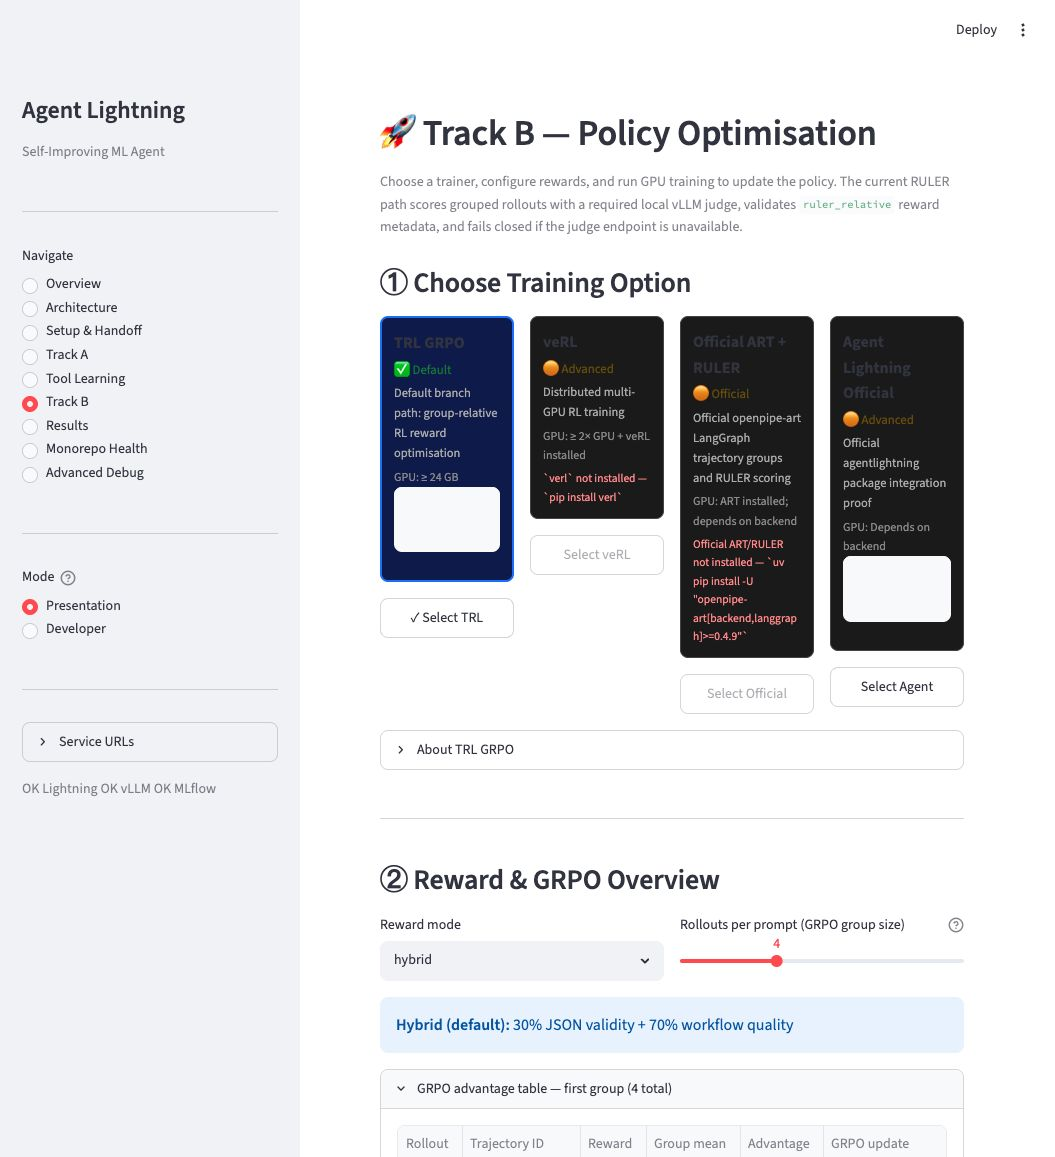 Deploy
Agent Lightning
Self-Improving ML Agent
Navigate
Overview
Architecture
Setup & Handoff
Track A
Tool Learning
Track B
Results
Monorepo Health
Advanced Debug
Mode
Presentation
Developer
Service URLs
OK Lightning OK vLLM OK MLflow
🚀 Track B — Policy Optimisation
Choose a trainer, configure rewards, and run GPU training to update the policy. The current RULER
path scores grouped rollouts with a required local vLLM judge, validates ruler_relative reward
metadata, and fails closed if the judge endpoint is unavailable.
① Choose Training Option
TRL GRPO
✅ Default
Default branch
path: group-relative
RL reward
optimisation
GPU: ≥ 24 GB
✓ Select TRL
veRL
🟠 Advanced
Distributed multi-
GPU RL training
GPU: ≥ 2× GPU + veRL
installed
`verl` not installed —
`pip install verl`
Select veRL
Official ART +
RULER
🟠 Official
Official openpipe-art
LangGraph
trajectory groups
and RULER scoring
GPU: ART installed;
depends on backend
Official ART/RULER
not installed — `uv
pip install -U
"openpipe-
art[backend,langgrap
h]>=0.4.9"`
Select Official
Agent
Lightning
Official
🟠 Advanced
Official
agentlightning
package integration
proof
GPU: Depends on
backend
Select Agent
About TRL GRPO
② Reward & GRPO Overview
Reward mode
hybrid
Rollouts per prompt (GRPO group size)
4
Hybrid (default): 30% JSON validity + 70% workflow quality
GRPO advantage table — first group (4 total)
Rollout Trajectory ID Reward Group mean Advantage GRPO update